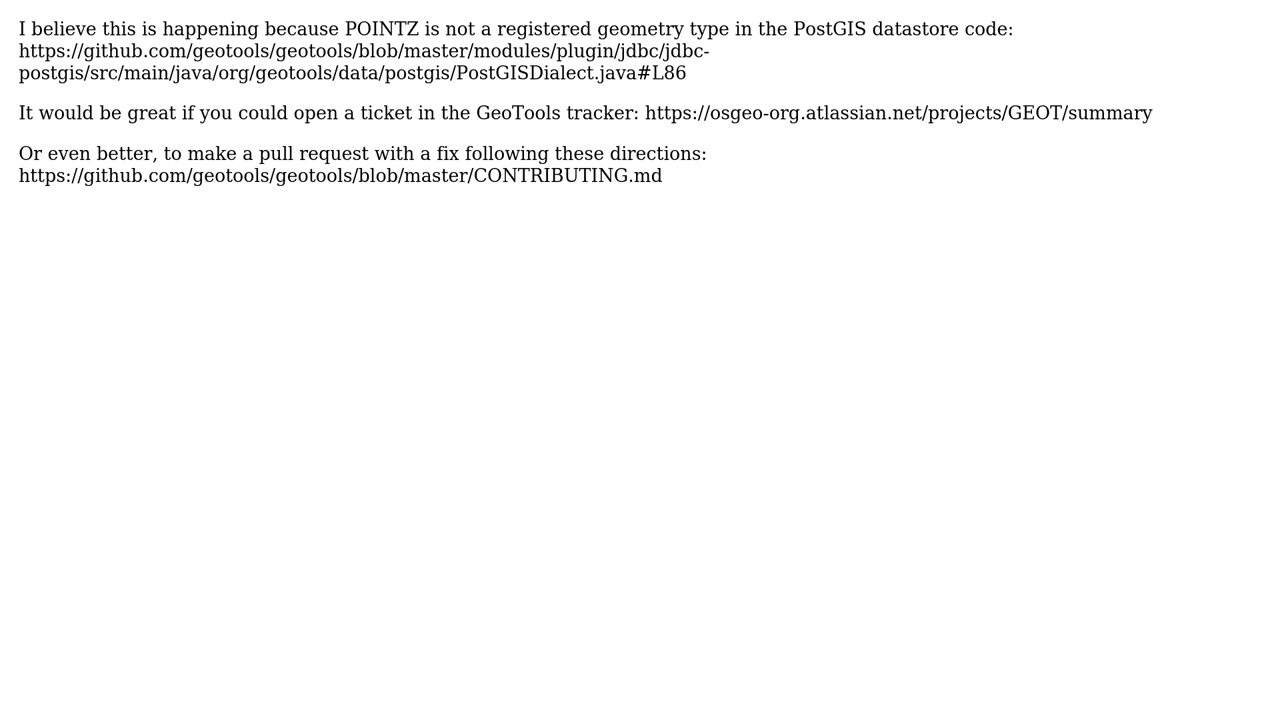 I believe this is happening because POINTZ is not a registered geometry type in the PostGIS datastore code:
https://github.com/geotools/geotools/blob/master/modules/plugin/jdbc/jdbc-
postgis/src/main/java/org/geotools/data/postgis/PostGISDialect.java#L86
It would be great if you could open a ticket in the GeoTools tracker: https://osgeo-org.atlassian.net/projects/GEOT/summary
Or even better, to make a pull request with a fix following these directions:
https://github.com/geotools/geotools/blob/master/CONTRIBUTING.md